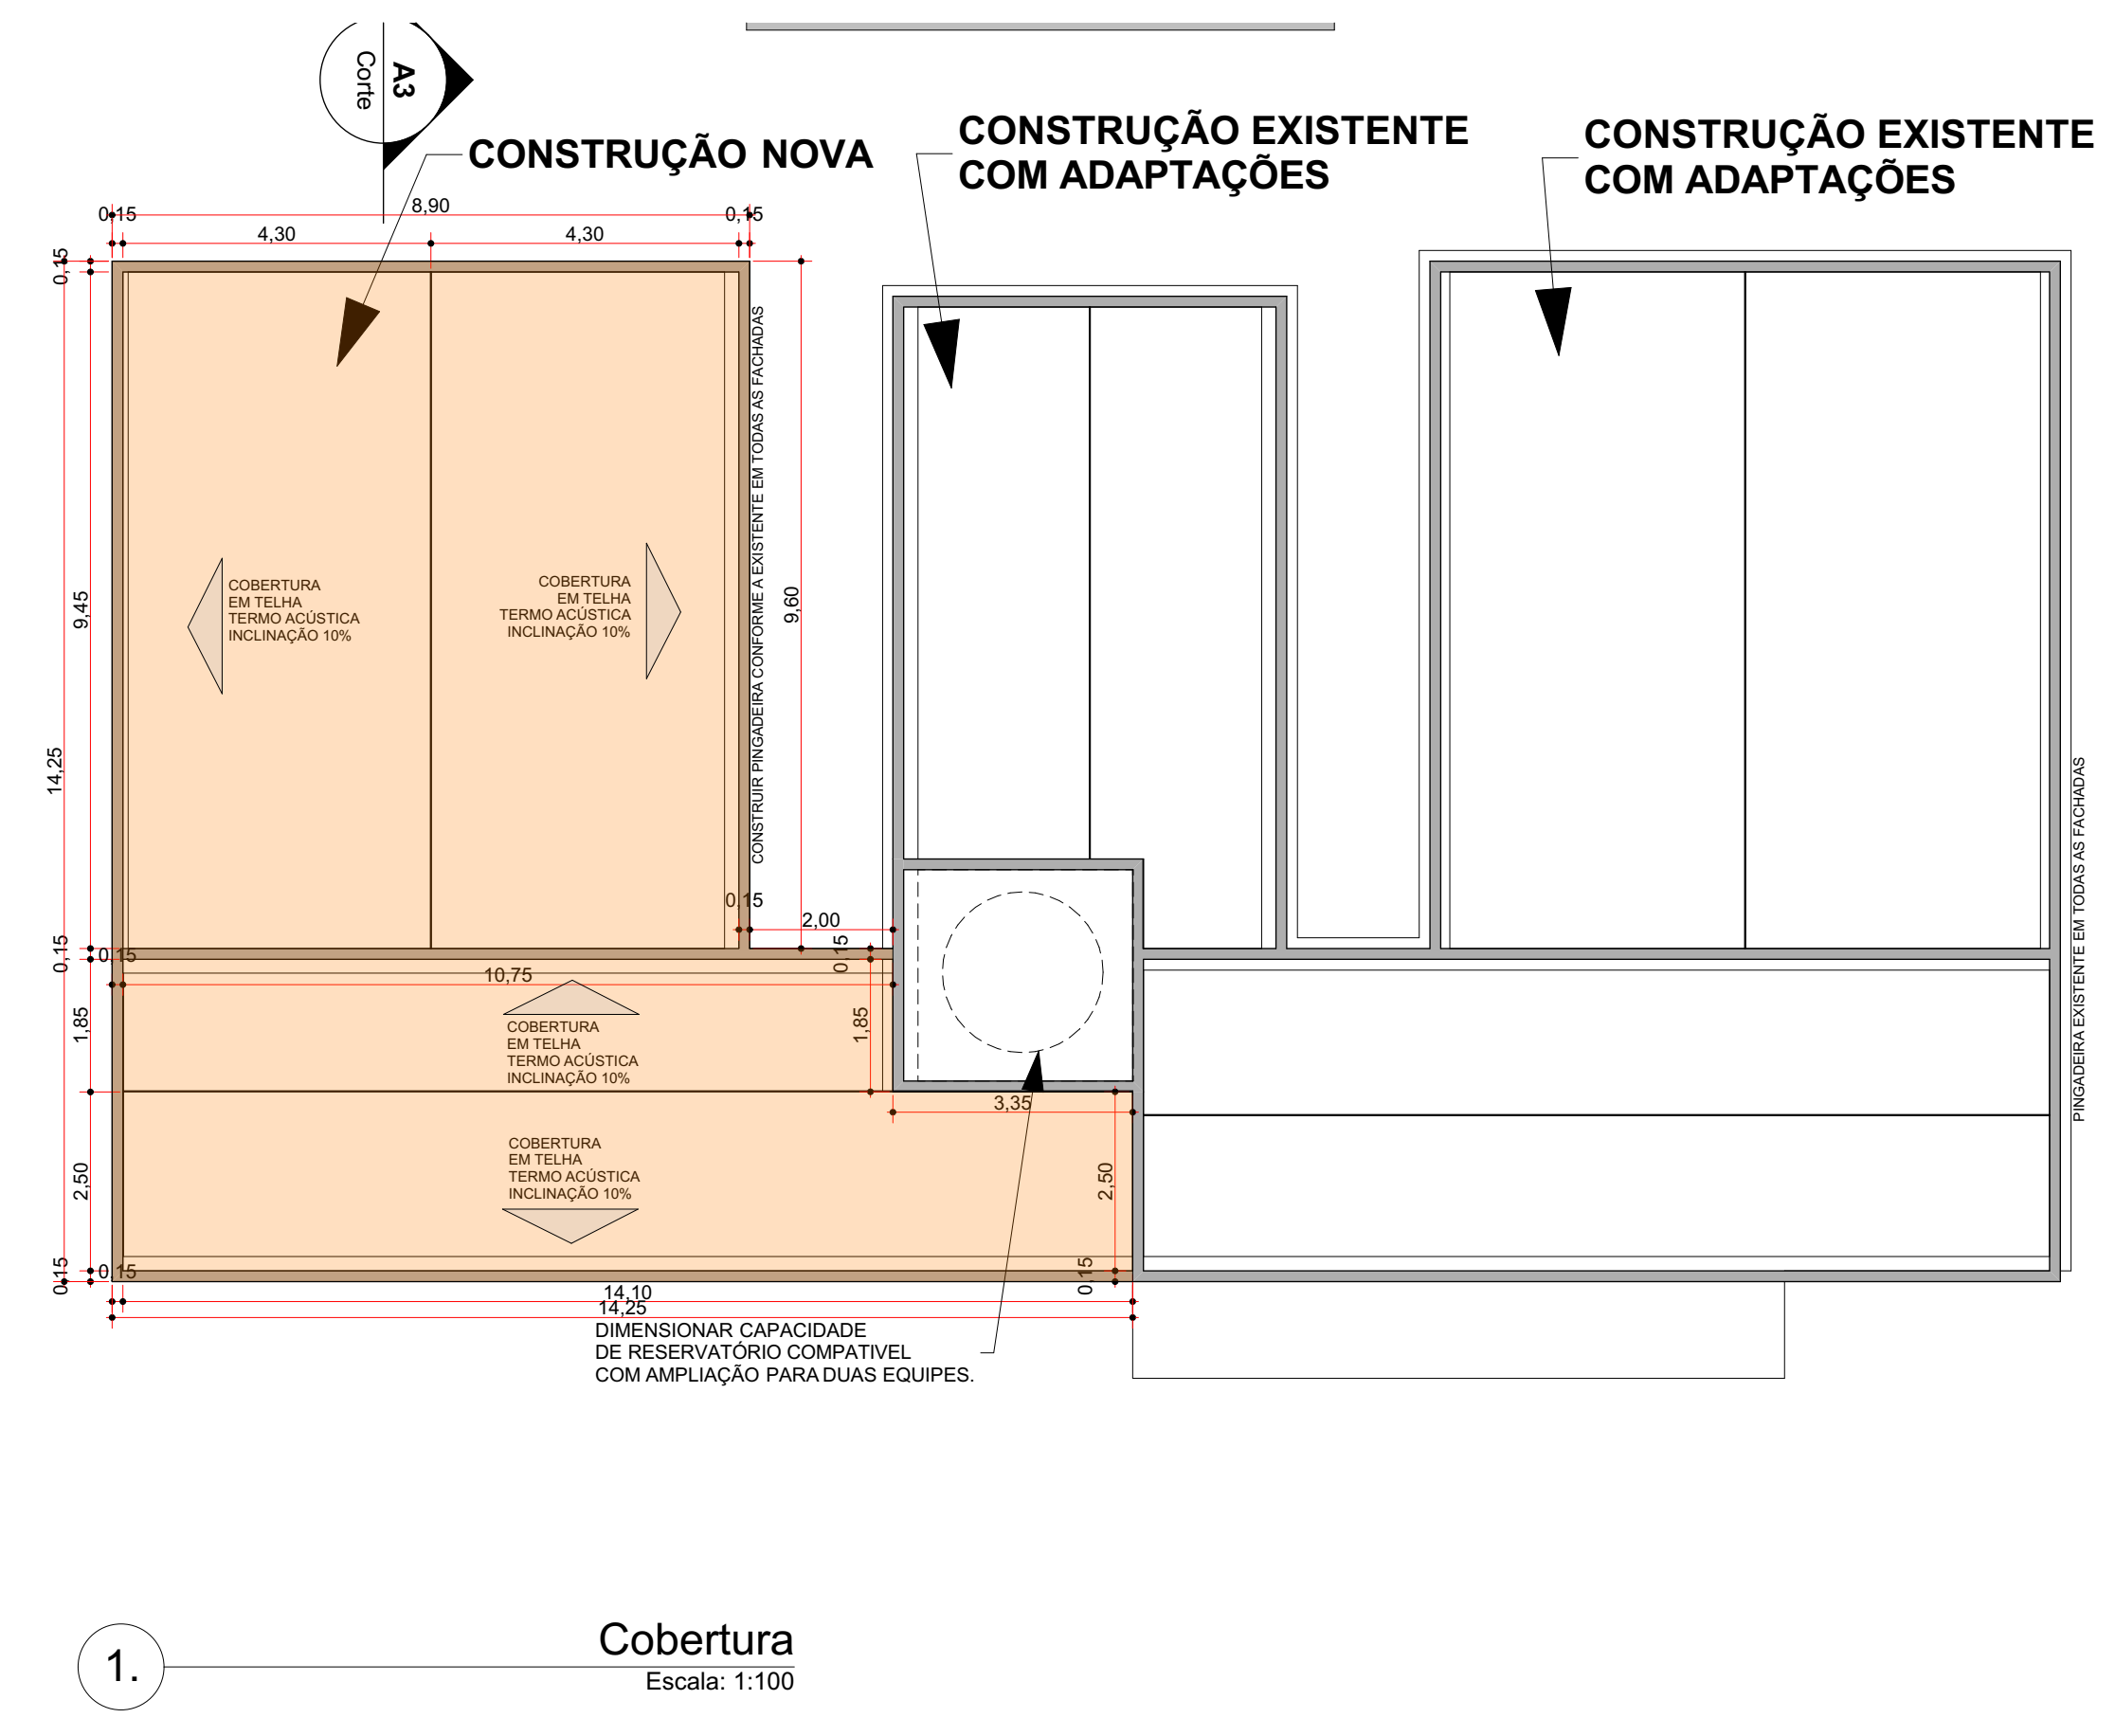 A3
Corte
CONSTRUÇÃO NOVA
CONSTRUÇÃO EXISTENTE
COM ADAPTAÇÕES
CONSTRUÇÃO EXISTENTE
COM ADAPTAÇÕES
0,15
8,90
0,15
4,30
4,30
0,15
9,45
14,25
COBERTURA
EM TELHA
TERMO ACÚSTICA
INCLINAÇÃO 10%
COBERTURA
EM TELHA
TERMO ACÚSTICA
INCLINAÇÃO 10%
CONSTRUIR PINGADEIRA CONFORME A EXISTENTE EM TODAS AS FACHADAS
9,60
0,15
2,00
0,15
0,15
0,15
10,75
1,85
1,85
COBERTURA
EM TELHA
TERMO ACÚSTICA
INCLINAÇÃO 10%
3,35
COBERTURA
EM TELHA
TERMO ACÚSTICA
INCLINAÇÃO 10%
2,50
2,50
0,15
0,15
0,15
14,10
14,25
PINGADEIRA EXISTENTE EM TODAS AS FACHADAS
DIMENSIONAR CAPACIDADE
DE RESERVATÓRIO COMPATIVEL
COM AMPLIAÇÃO PARA DUAS EQUIPES.
1.
Cobertura
Escala: 1:100